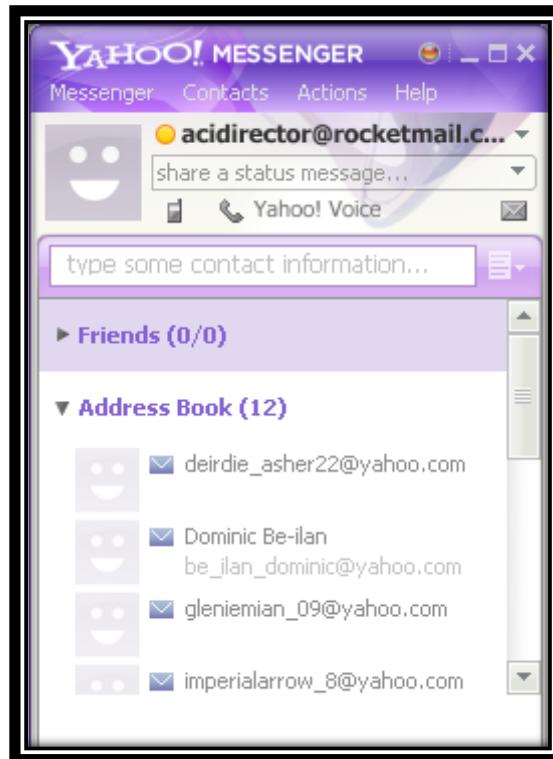 YAHOO! MESSENGER
Messenger Contacts Actions Help
acidirector@rocketmail.c...
share a status message...
Yahoo! Voice
type some contact information...
Friends (0/0)
Address Book (12)
deirdie_asher22@yahoo.com
Dominic Be-ilan
be_ilan_dominic@yahoo.com
gleniemian_09@yahoo.com
imperialarrow_8@yahoo.com